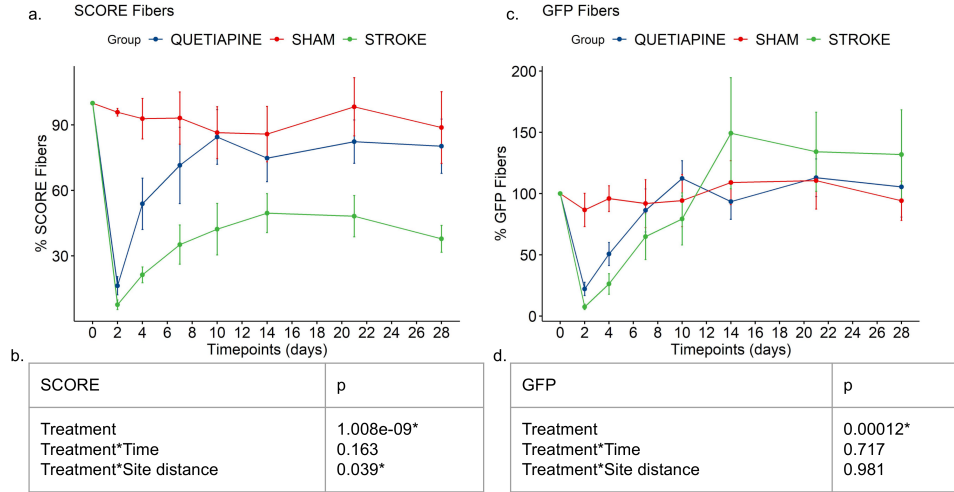 a. SCORE Fibers
Group QUETIAPINE SHAM STROKE
% SCORE Fibers
90
60
30
0 2 4 6 8 10 12 14 16 18 20 22 24 26 28
Timepoints (days)
c. GFP Fibers
Group QUETIAPINE SHAM STROKE
% GFP Fibers
200
150
100
50
0
0 2 4 6 8 10 12 14 16 18 20 22 24 26 28
Timepoints (days)
b.
SCORE p
Treatment 1.008e-09*
Treatment*Time 0.163
Treatment*Site distance 0.039*
d.
GFP p
Treatment 0.00012*
Treatment*Time 0.717
Treatment*Site distance 0.981